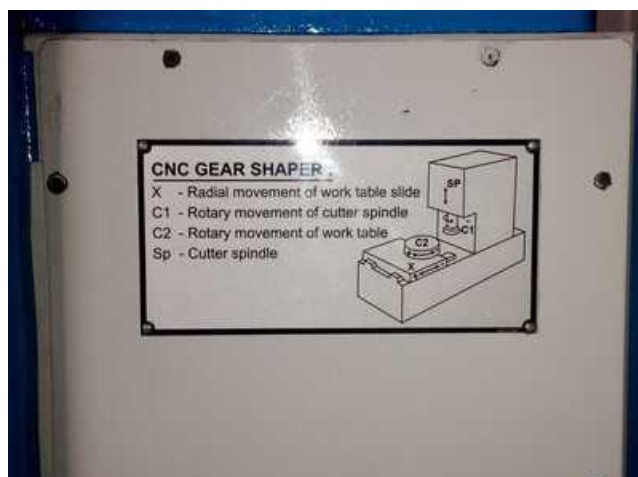 CNC GEAR SHAPER :
X - Radial movement of work table slide
C1 - Rotary movement of cutter spindle
C2 - Rotary movement of work table
Sp - Cutter spindle
SP
C1
C2
X